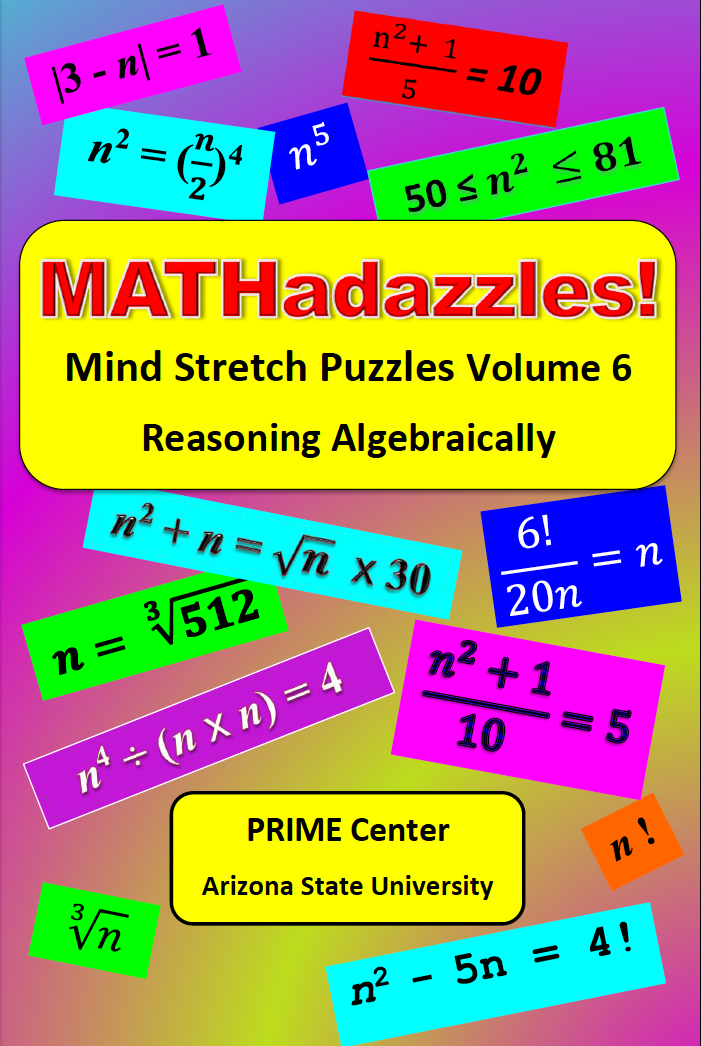 |3 - n| = 1
n²+ 1 / 5 = 10
n² = (n/2)⁴
n⁵
50 ≤ n² ≤ 81
MATHadazzles!
Mind Stretch Puzzles Volume 6
Reasoning Algebraically
n² + n = √n x 30
6! / 20n = n
n = ∛512
n² + 1 / 10 = 5
n⁴ ÷ (n × n) = 4
PRIME Center
n !
Arizona State University
∛n
n² - 5n = 4!